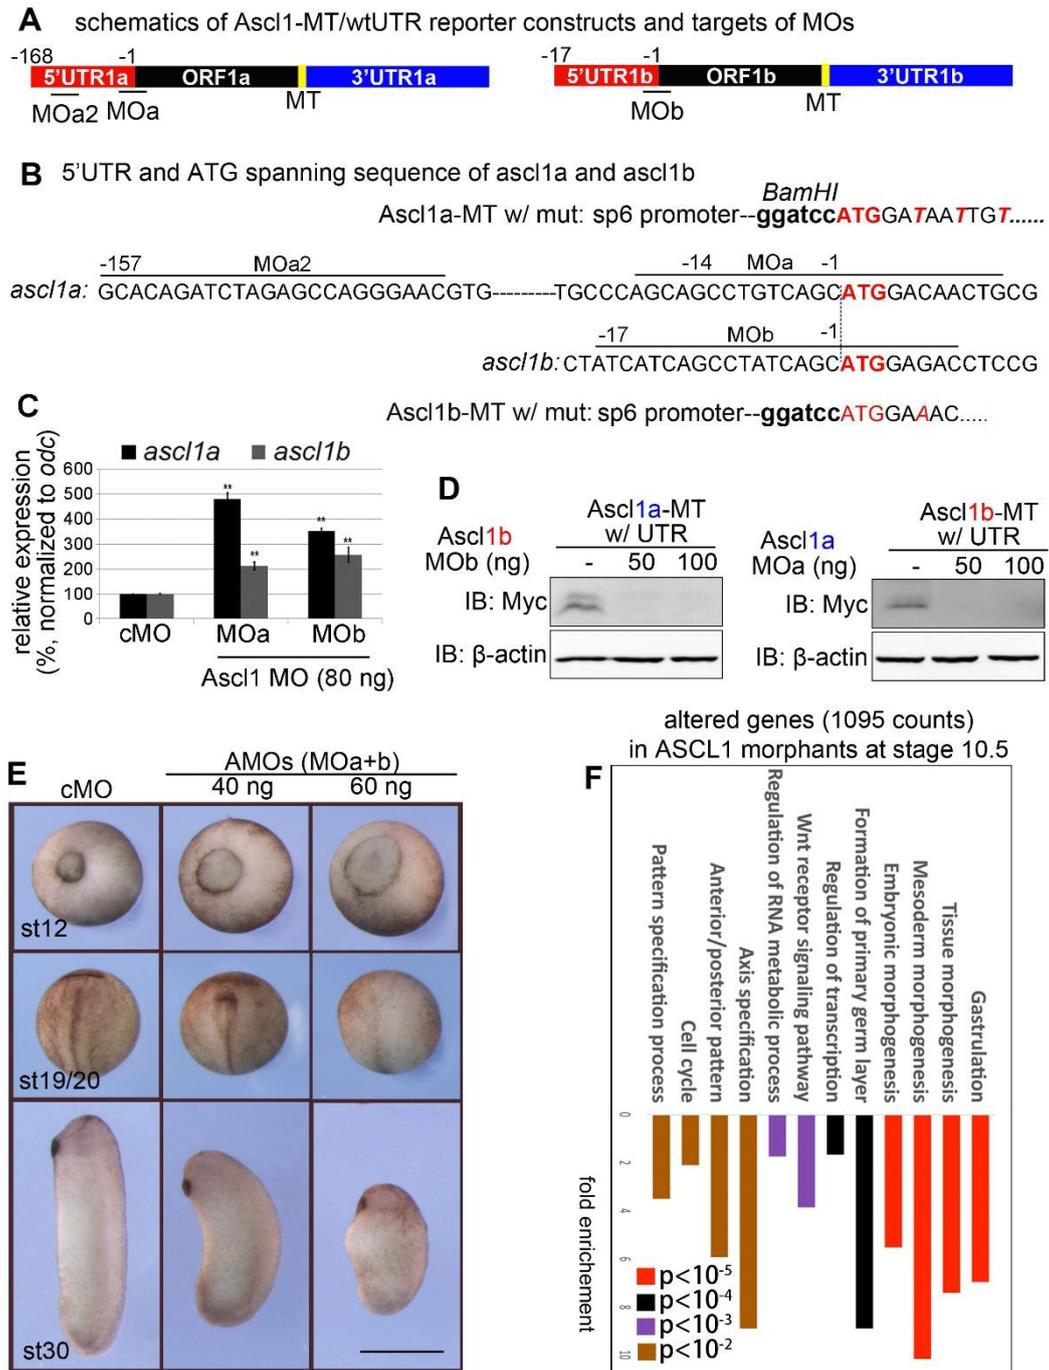 A schematics of Ascl1-MT/wtUTR reporter constructs and targets of MOs
-168 -1 -17 -1
5'UTR1a ORF1a 3'UTR1a 5'UTR1b ORF1b 3'UTR1b
MOa2 MOa MT MOb MT
B 5'UTR and ATG spanning sequence of ascl1a and ascl1b
BamHI
Ascl1a-MT w/ mut: sp6 promoter--ggatccATGGATAATTGT......
-157 MOa2 -14 MOa -1
ascl1a: GCACAGATCTAGAGCCAGGGAACGTG---------TGCCCAGCAGCCTGTCAGCATGGACAACTGCG
-17 MOb -1
ascl1b: CTATCATCAGCCTATCAGCATGGAGACCTCCG
Ascl1b-MT w/ mut: sp6 promoter--ggatccATGGAAAC.....
C
ascl1a ascl1b
relative expression
(%, normalized to odc)
600
500
400
300
200
100
0
** ** ** **
cMO MOa MOb
Ascl1 MO (80 ng)
D
Ascl1a-MT
w/ UTR
Ascl1b
MOb (ng) - 50 100
IB: Myc
IB: β-actin
Ascl1b-MT
w/ UTR
Ascl1a
MOa (ng) - 50 100
IB: Myc
IB: β-actin
E
AMOs (MOa+b)
cMO 40 ng 60 ng
st12
st19/20
st30
altered genes (1095 counts)
in ASCL1 morphants at stage 10.5
F
Pattern specification process
Cell cycle
Anterior/posterior pattern
Axis specification
Regulation of RNA metabolic process
Wnt receptor signaling pathway
Regulation of transcription
Formation of primary germ layer
Embryonic morphogenesis
Mesoderm morphogenesis
Tissue morphogenesis
Gastrulation
0
2
4
6
8
10
fold enrichement
p<10-5
p<10-4
p<10-3
p<10-2